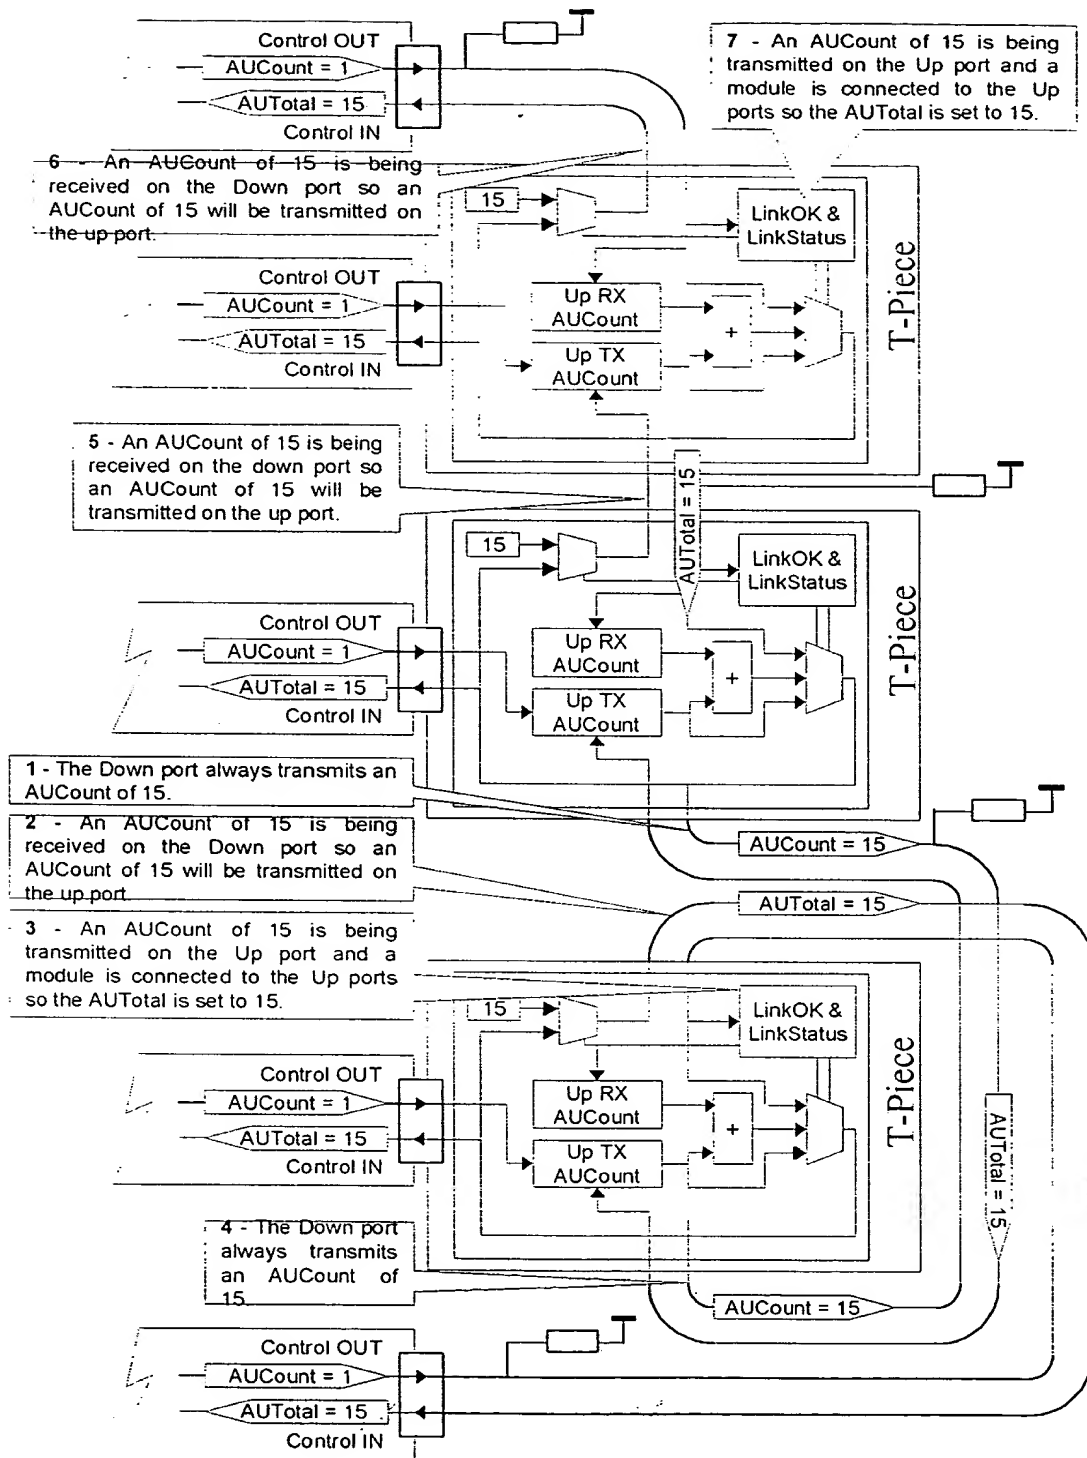 Control OUT
AUCount = 1
AUTotal = 15
Control IN
7 - An AUCount of 15 is being
transmitted on the Up port and a
module is connected to the Up
ports so the AUTotal is set to 15.
6 - An AUCount of 15 is being
received on the Down port so an
AUCount of 15 will be transmitted on
the up port.
15
LinkOK &
LinkStatus
T-Piece
Control OUT
AUCount = 1
AUTotal = 15
Control IN
Up RX
AUCount
+
Up TX
AUCount
5 - An AUCount of 15 is being
received on the down port so
an AUCount of 15 will be
transmitted on the up port.
AUTotal = 15
15
LinkOK &
LinkStatus
T-Piece
Control OUT
AUCount = 1
AUTotal = 15
Control IN
Up RX
AUCount
+
Up TX
AUCount
1 - The Down port always transmits an
AUCount of 15.
2 - An AUCount of 15 is being
received on the Down port so an
AUCount of 15 will be transmitted on
the up port.
AUCount = 15
AUTotal = 15
3 - An AUCount of 15 is being
transmitted on the Up port and
a module is connected to the Up
ports so the AUTotal is set to 15.
15
LinkOK &
LinkStatus
T-Piece
Control OUT
AUCount = 1
AUTotal = 15
Control IN
Up RX
AUCount
+
Up TX
AUCount
AUTotal = 15
4 - The Down port
always transmits
an AUCount of
15.
AUCount = 15
Control OUT
AUCount = 1
AUTotal = 15
Control IN